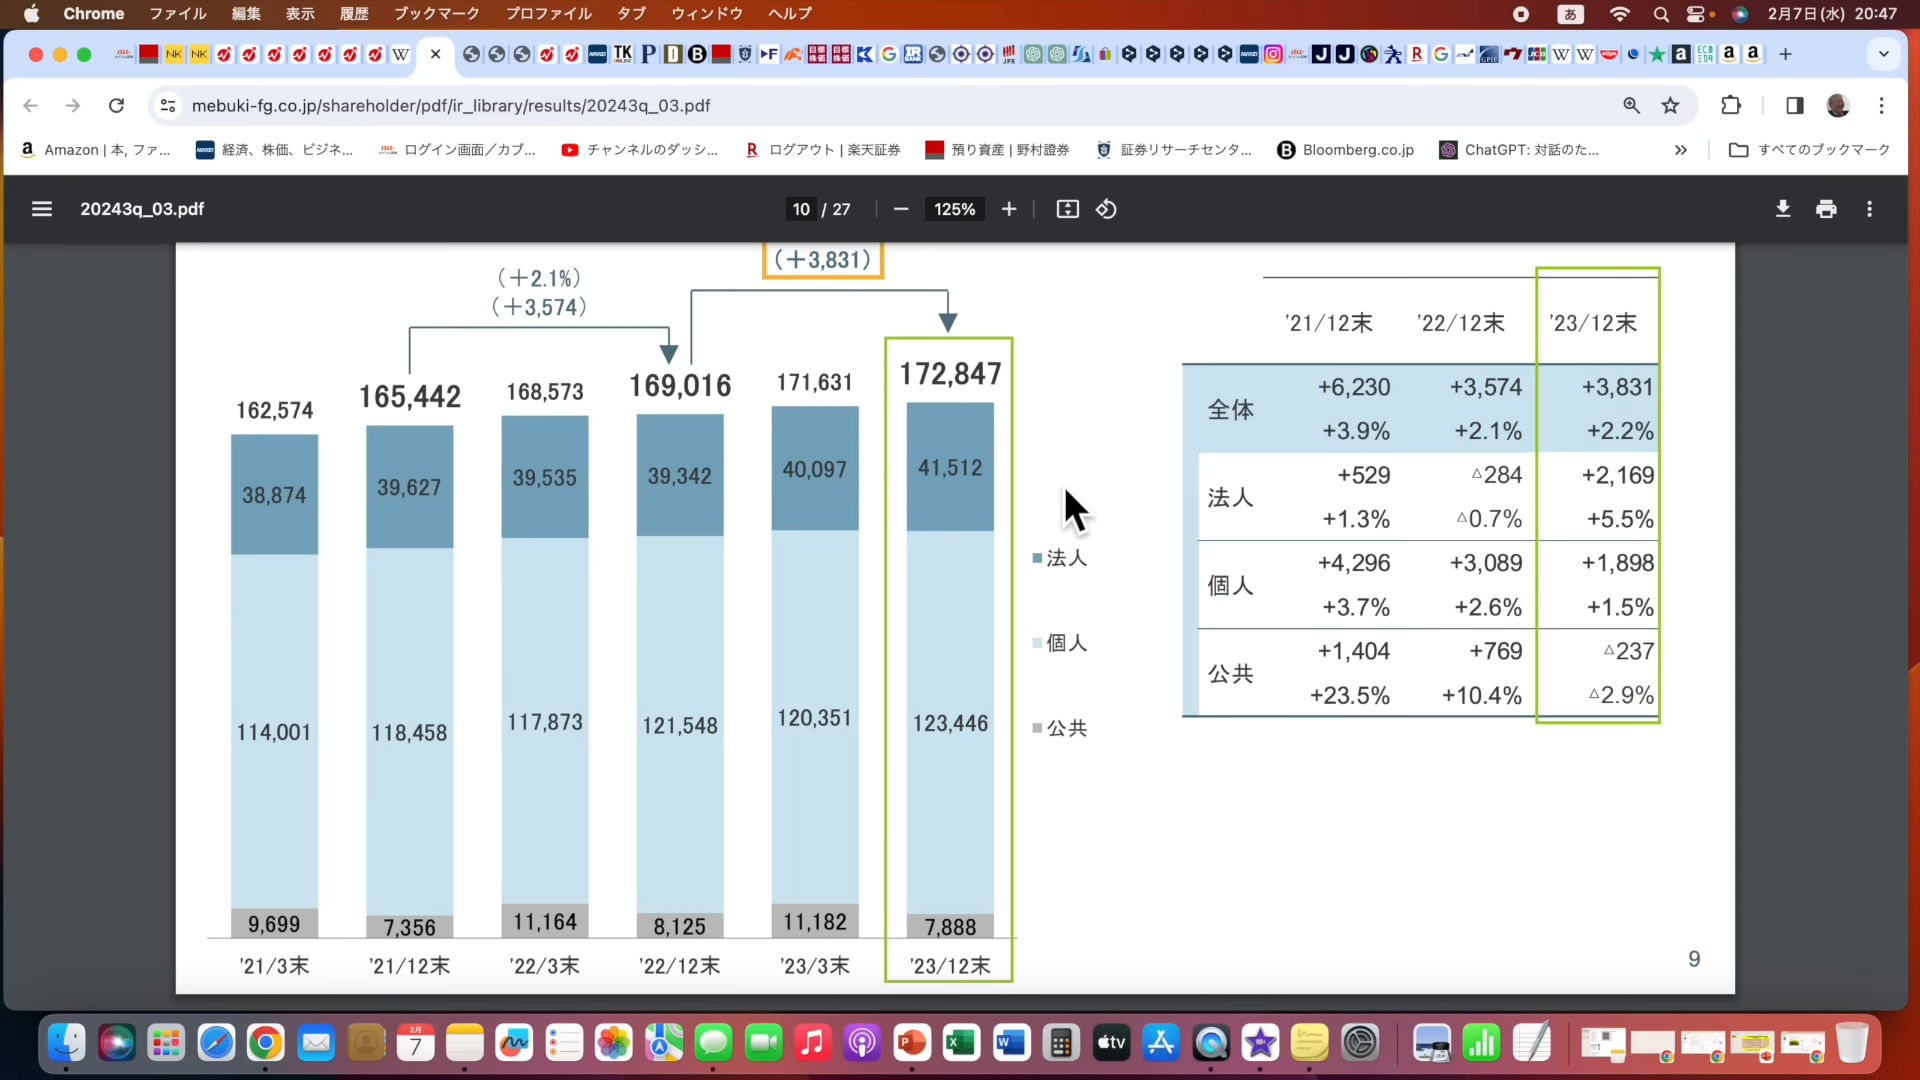 Chrome ファイル 編集 表示 履歴 ブックマーク プロファイル タブ ウィンドウ ヘルプ あ 2月7日(水) 20:47
mebuki-fg.co.jp/shareholder/pdf/ir_library/results/20243q_03.pdf
Amazon | 本, ファ... 経済、株価、ビジネ... ログイン画面／カブ... チャンネルのダッシ... ログアウト | 楽天証券 預り資産 | 野村證券 証券リサーチセンタ... Bloomberg.co.jp ChatGPT: 対話のた... » すべてのブックマーク
20243q_03.pdf 10 / 27 125%
(＋3,831)
(＋2.1%)
(＋3,574)
162,574 165,442 168,573 169,016 171,631 172,847
38,874 39,627 39,535 39,342 40,097 41,512
114,001 118,458 117,873 121,548 120,351 123,446
9,699 7,356 11,164 8,125 11,182 7,888
'21/3末 '21/12末 '22/3末 '22/12末 '23/3末 '23/12末
法人
個人
公共
'21/12末 '22/12末 '23/12末
全体 +6,230 +3,574 +3,831
+3.9% +2.1% +2.2%
法人 +529 △284 +2,169
+1.3% △0.7% +5.5%
個人 +4,296 +3,089 +1,898
+3.7% +2.6% +1.5%
公共 +1,404 +769 △237
+23.5% +10.4% △2.9%
9
2月
7
tv